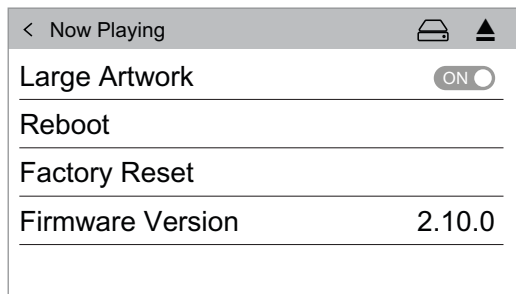 Now Playing
Large Artwork ON
Reboot
Factory Reset
Firmware Version 2.10.0